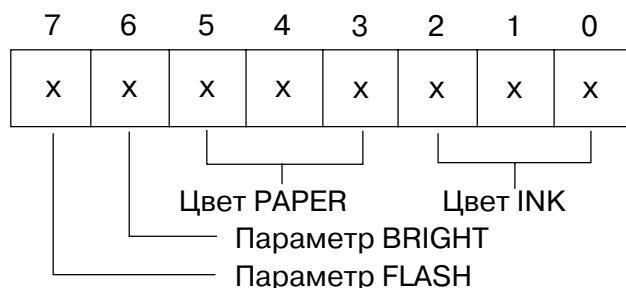 7 6 5 4 3 2 1 0
x x x x x x x x
Цвет PAPER Цвет INK
Параметр BRIGHT
Параметр FLASH